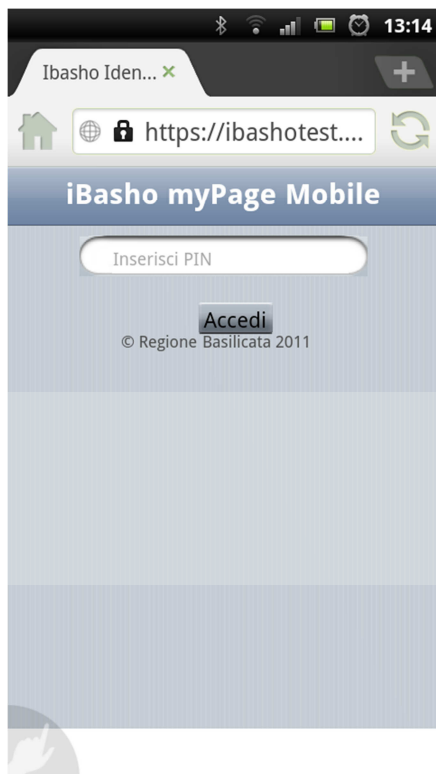 13:14
Ibasho Iden...
https://ibashotest....
iBasho myPage Mobile
Inserisci PIN
Accedi
© Regione Basilicata 2011